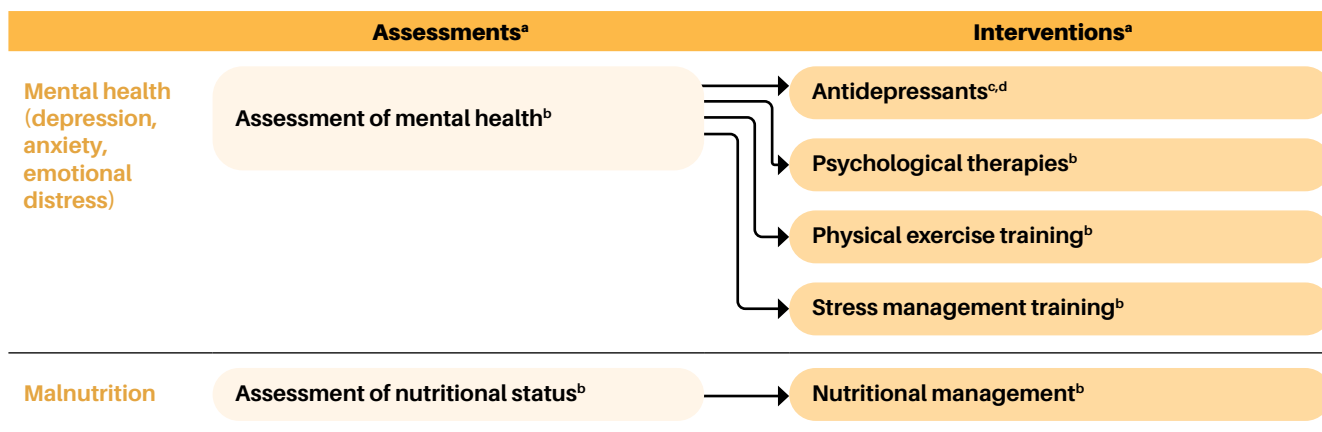 Assessmentsᵃ Interventionsᵃ
Mental health
(depression,
anxiety,
emotional
distress)
Assessment of mental healthᵇ
Antidepressantsᶜ,ᵈ
Psychological therapiesᵇ
Physical exercise trainingᵇ
Stress management trainingᵇ
Malnutrition
Assessment of nutritional statusᵇ
Nutritional managementᵇ